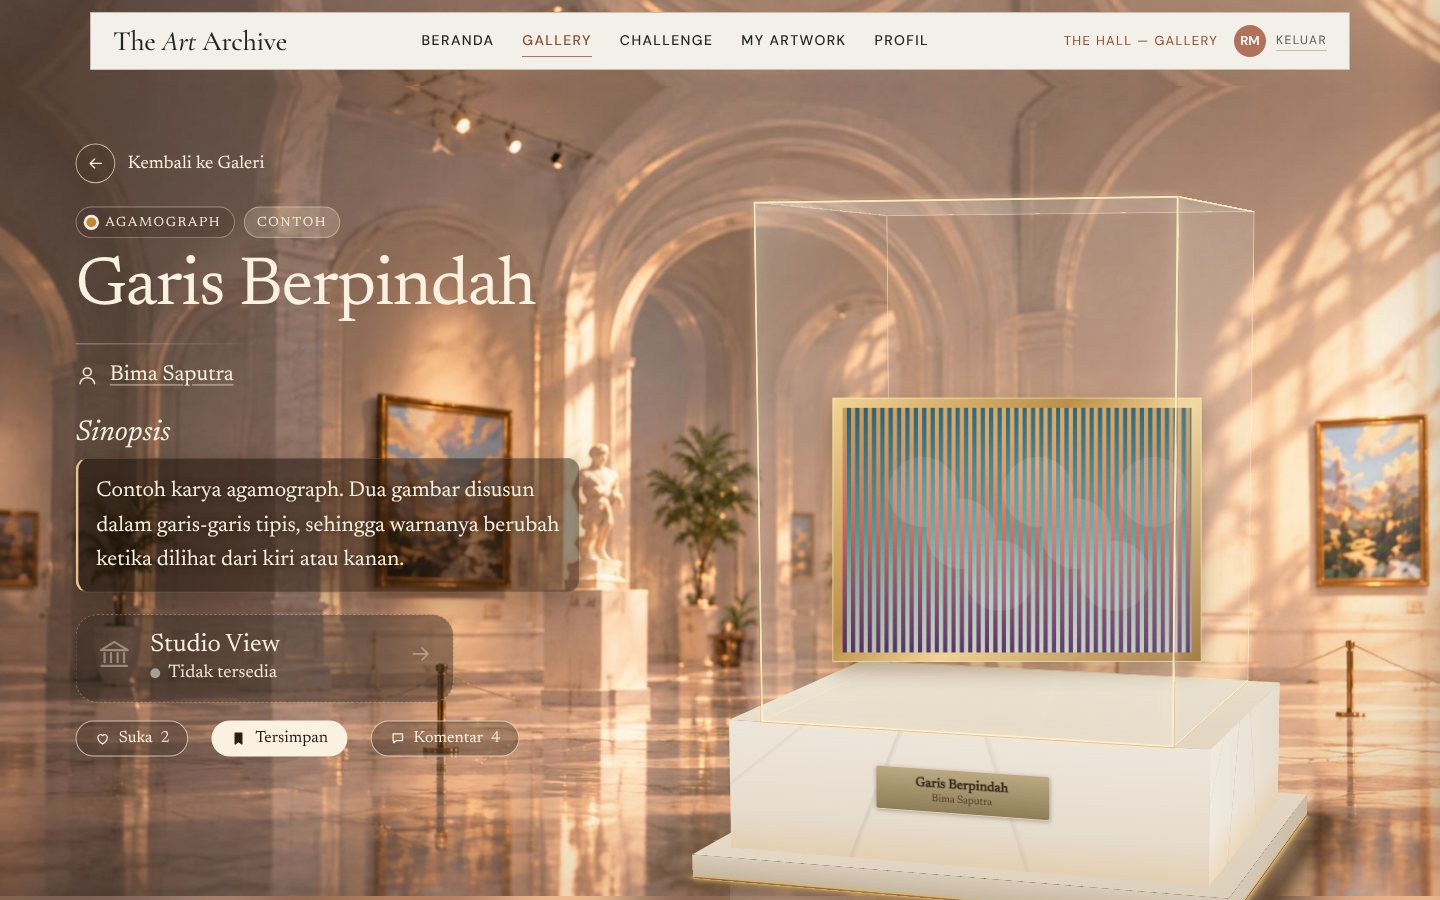 The Art Archive
BERANDA
GALLERY
CHALLENGE
MY ARTWORK
PROFIL
THE HALL — GALLERY
RM
KELUAR
Kembali ke Galeri
AGAMOGRAPH
CONTOH
Garis Berpindah
Bima Saputra
Sinopsis
Contoh karya agamograph. Dua gambar disusun
dalam garis-garis tipis, sehingga warnanya berubah
ketika dilihat dari kiri atau kanan.
Studio View
Tidak tersedia
Suka 2
Tersimpan
Komentar 4
Garis Berpindah
Bima Saputra